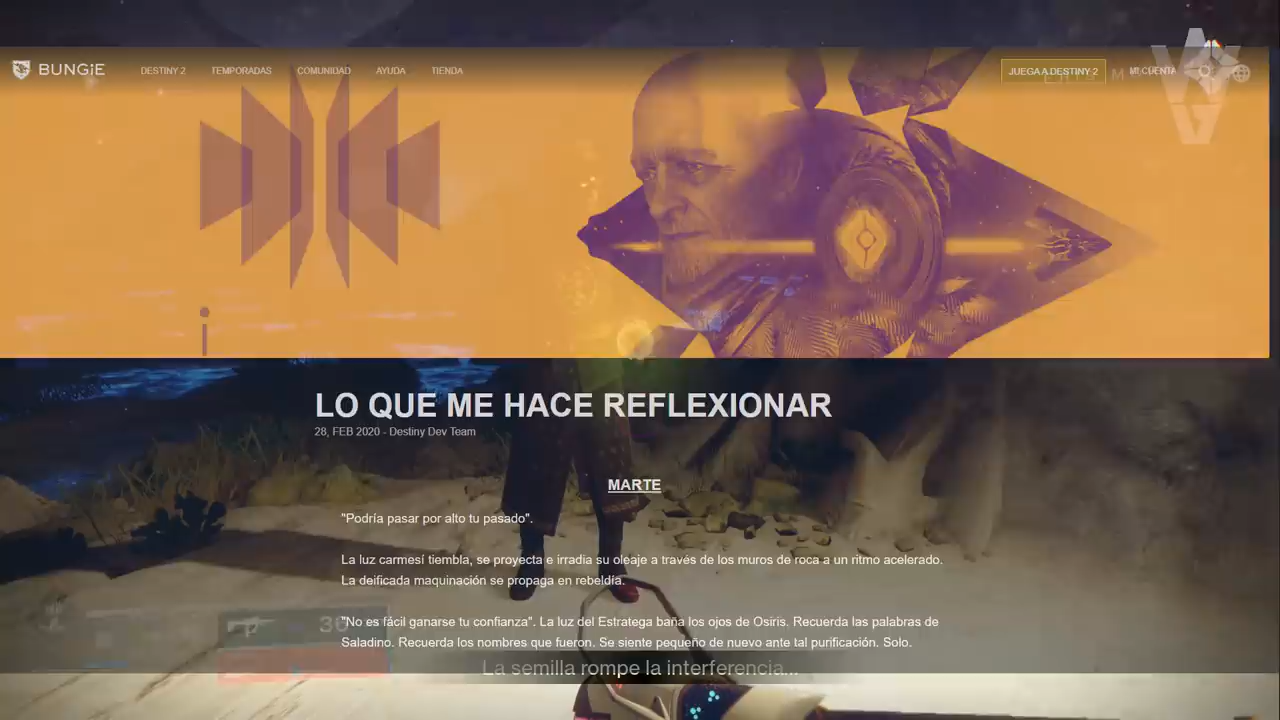 BUNGiE DESTINY 2 TEMPORADAS COMUNIDAD AYUDA TIENDA JUEGA A DESTINY 2 MI CUENTA
LO QUE ME HACE REFLEXIONAR
28, FEB 2020 - Destiny Dev Team
MARTE
"Podría pasar por alto tu pasado".
La luz carmesí tiembla, se proyecta e irradia su oleaje a través de los muros de roca a un ritmo acelerado.
La deificada maquinación se propaga en rebeldía.
"No es fácil ganarse tu confianza". La luz del Estratega baña los ojos de Osiris. Recuerda las palabras de
Saladino. Recuerda los nombres que fueron. Se siente pequeño de nuevo ante tal purificación. Solo.
La semilla rompe la interferencia...